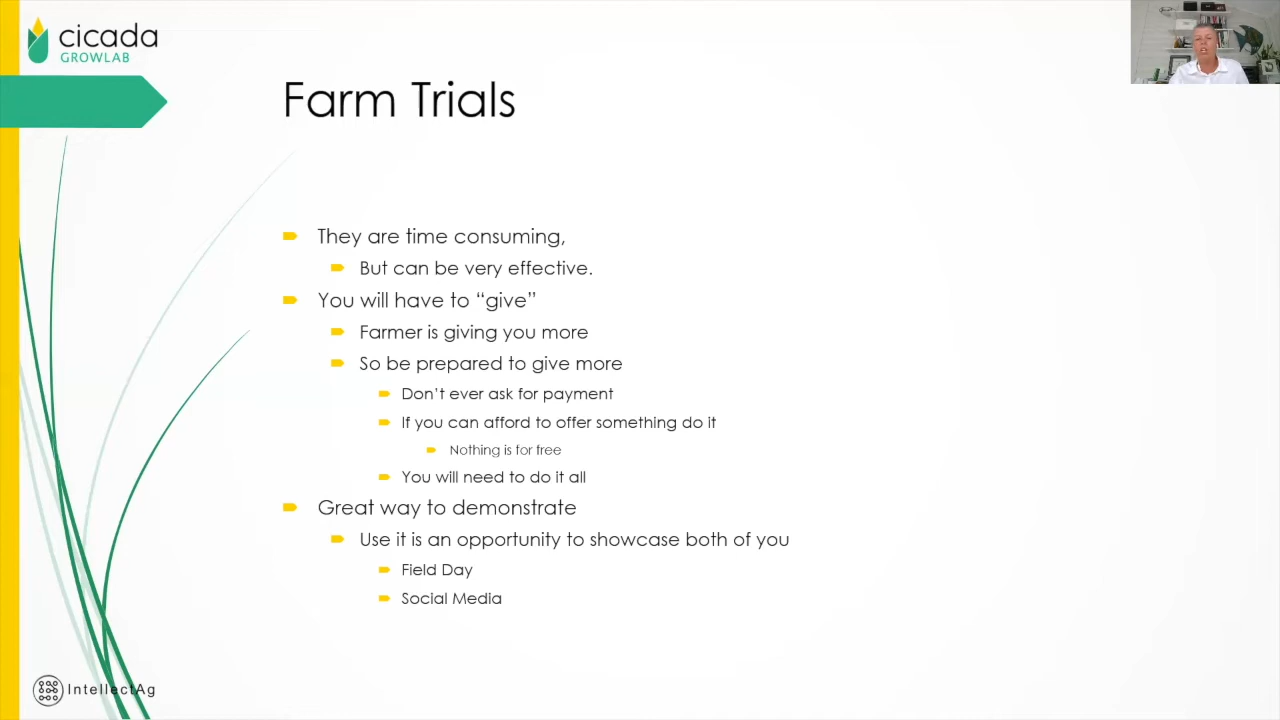 cicada
GROWLAB
Farm Trials
They are time consuming,
But can be very effective.
You will have to “give”
Farmer is giving you more
So be prepared to give more
Don’t ever ask for payment
If you can afford to offer something do it
Nothing is for free
You will need to do it all
Great way to demonstrate
Use it is an opportunity to showcase both of you
Field Day
Social Media
IntellectAg